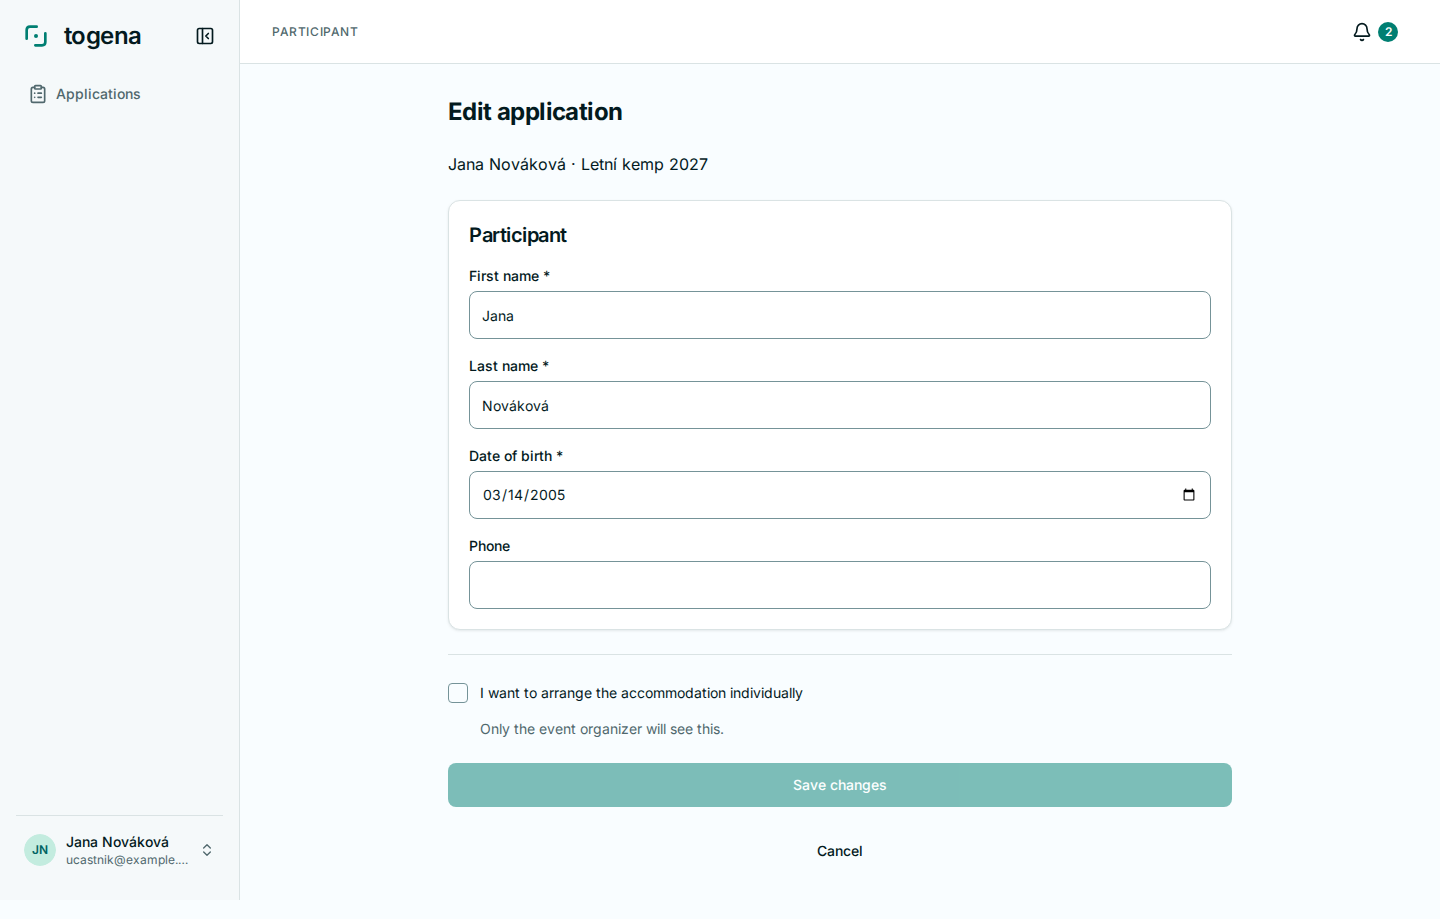 togena
PARTICIPANT
2
Applications
Edit application
Jana Nováková · Letní kemp 2027
Participant
First name *
Jana
Last name *
Nováková
Date of birth *
03/14/2005
Phone
I want to arrange the accommodation individually
Only the event organizer will see this.
Save changes
Cancel
JN
Jana Nováková
ucastnik@example....